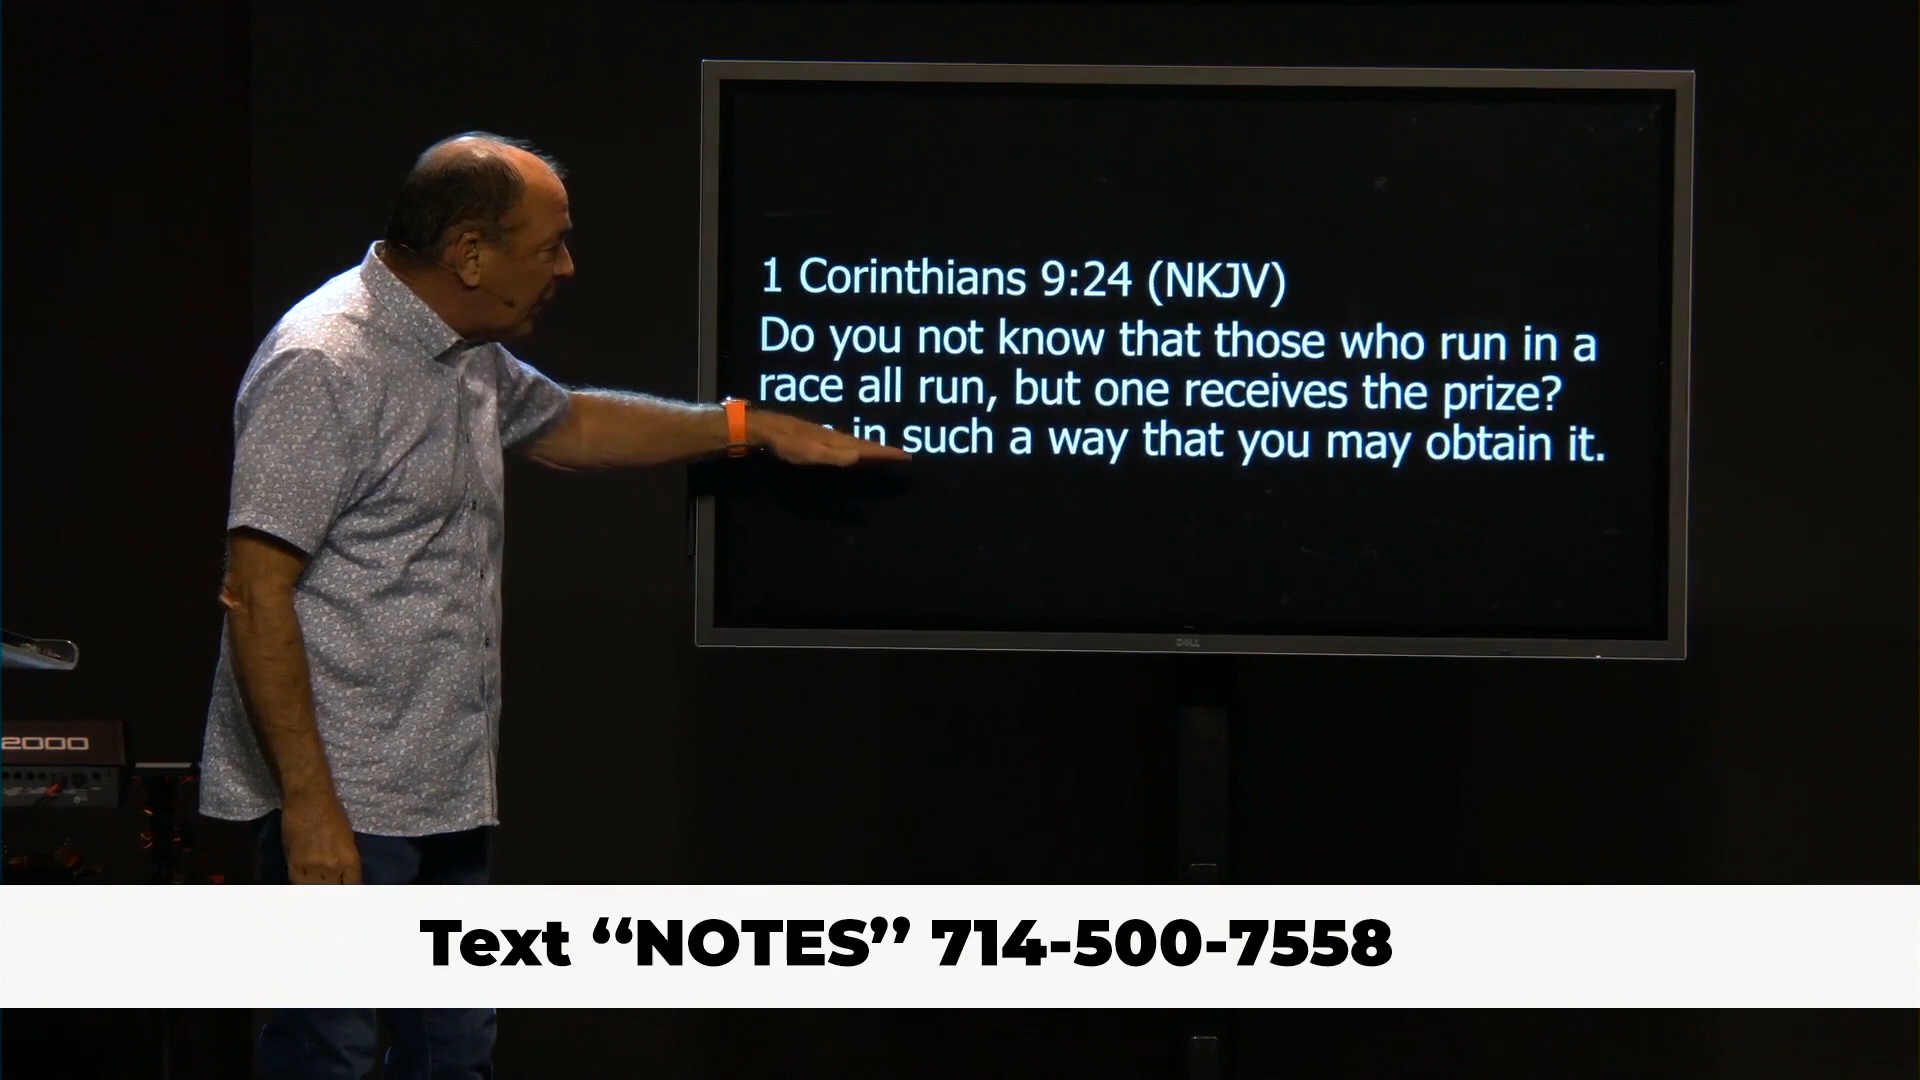 1 Corinthians 9:24 (NKJV)
Do you not know that those who run in a
race all run, but one receives the prize?
in such a way that you may obtain it.
DELL
2000
Text “NOTES” 714-500-7558